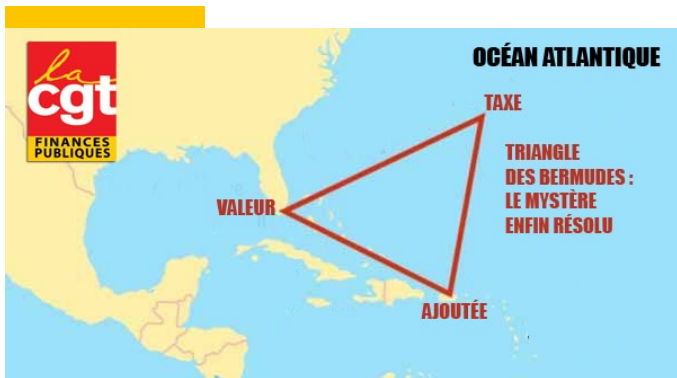 la
cgt
FINANCES
PUBLIQUES
OCÉAN ATLANTIQUE
TAXE
TRIANGLE
DES BERMUDES :
LE MYSTÈRE
ENFIN RÉSOLU
VALEUR
AJOUTÉE